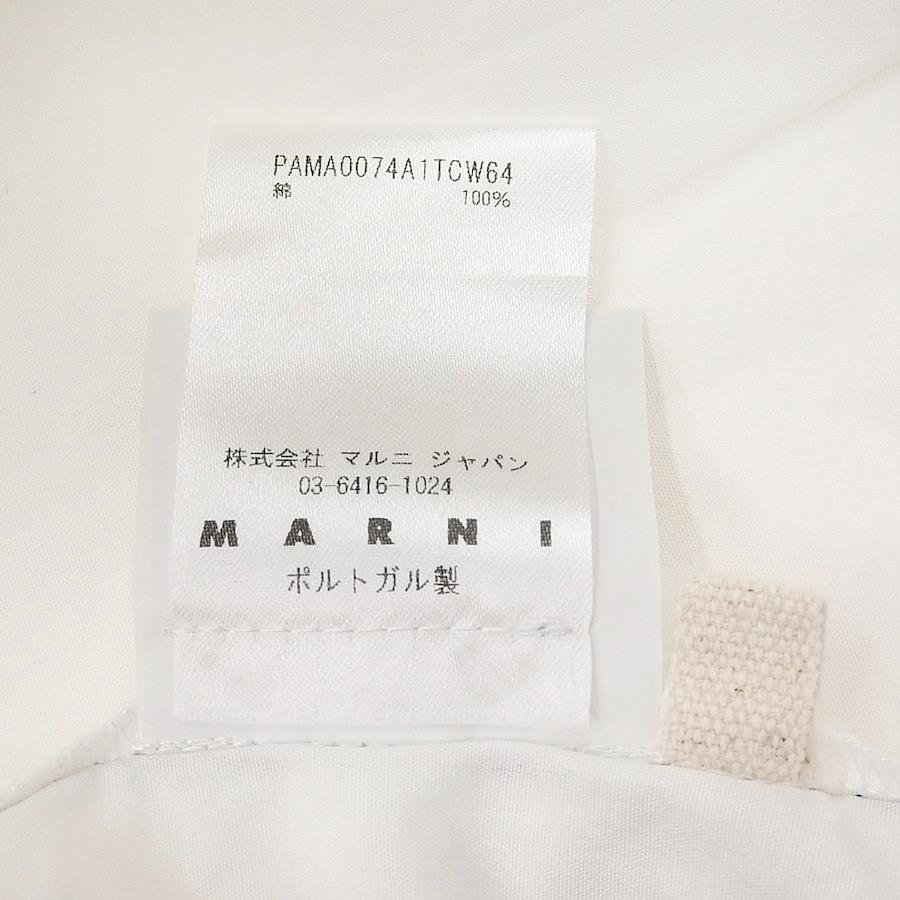 PAMA0074A1TCW64
綿 100%
株式会社 マルニ ジャパン
03-6416-1024
MARNI
ポルトガル製